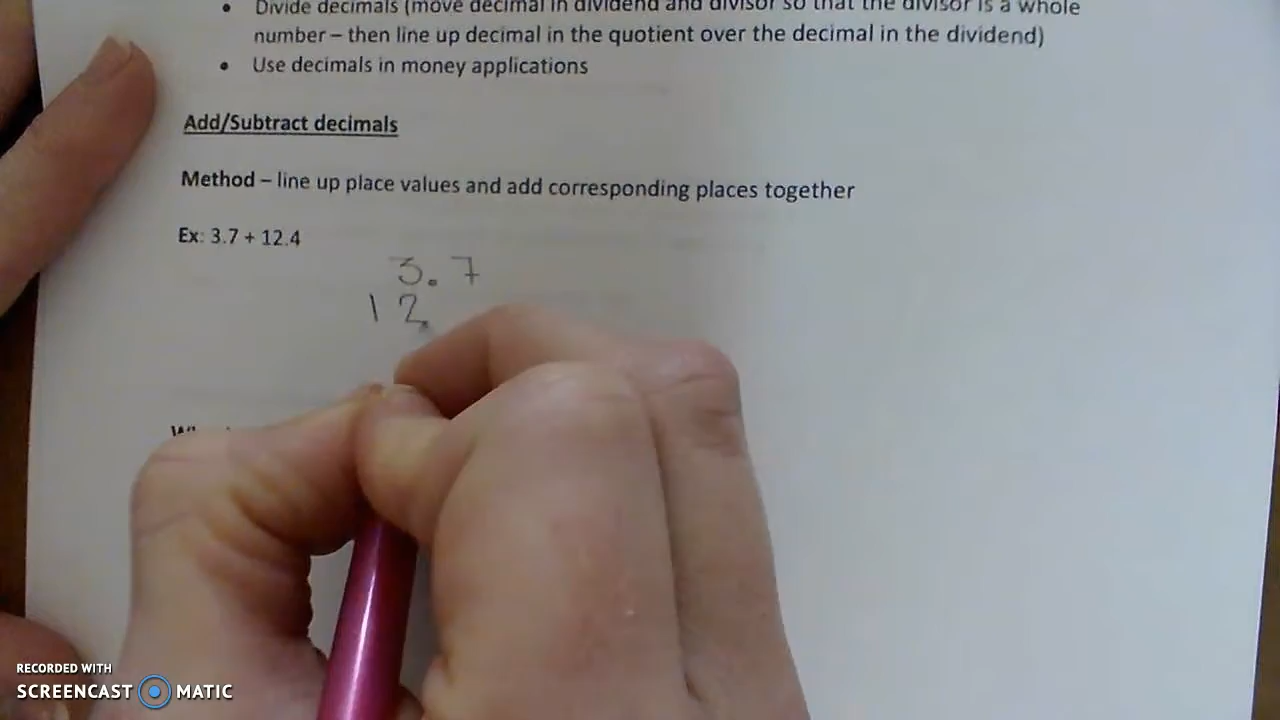 • Divide decimals (move decimal in dividend and divisor so that the divisor is a whole
number – then line up decimal in the quotient over the decimal in the dividend)
• Use decimals in money applications
Add/Subtract decimals
Method – line up place values and add corresponding places together
Ex: 3.7 + 12.4
3.7
12
RECORDED WITH
SCREENCAST MATIC